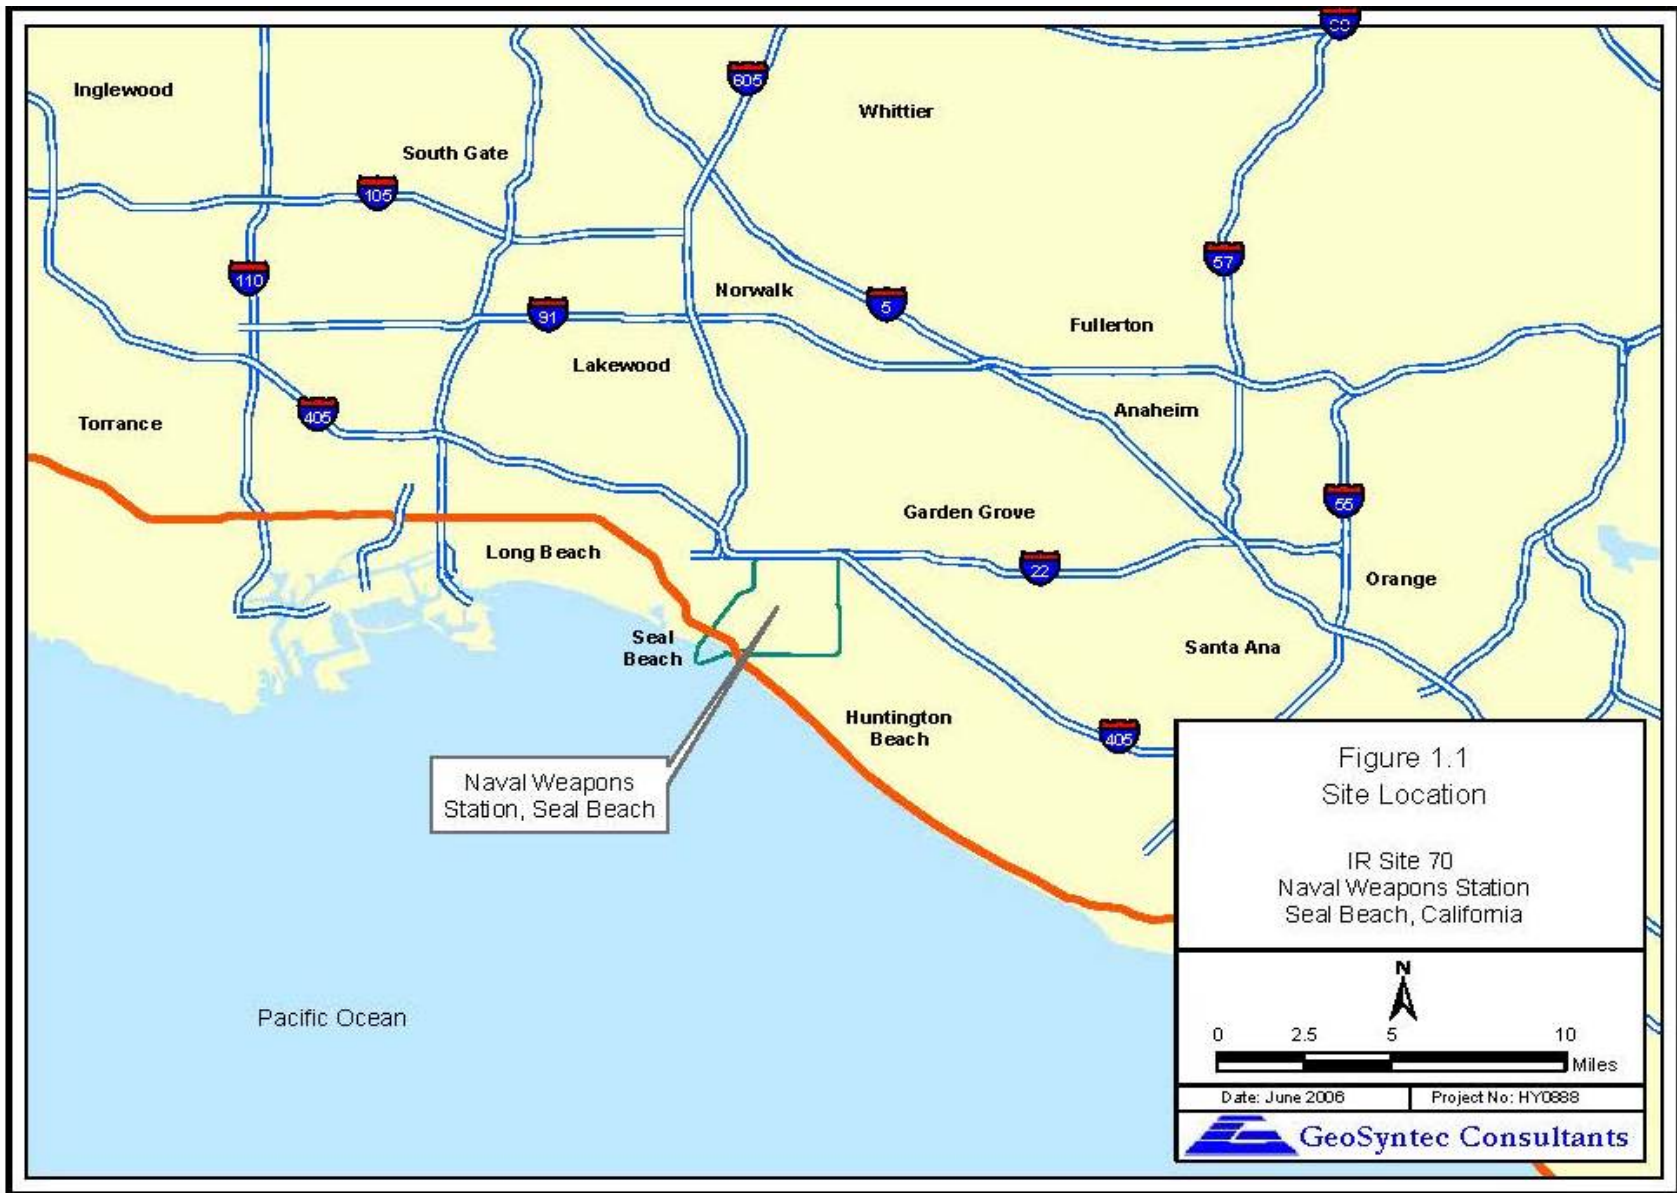 60
605
Inglewood
Whittier
South Gate
105
57
110
Norwalk
5
91
Fullerton
Lakewood
405
Anaheim
Torrance
55
Garden Grove
Long Beach
22
Orange
Seal
Beach
Santa Ana
Huntington
Beach
405
Naval Weapons
Station, Seal Beach
Pacific Ocean
Figure 1.1
Site Location
IR Site 70
Naval Weapons Station
Seal Beach, California
N
0 2.5 5 10
Miles
Date: June 2006
Project No: HY0888
GeoSyntec Consultants